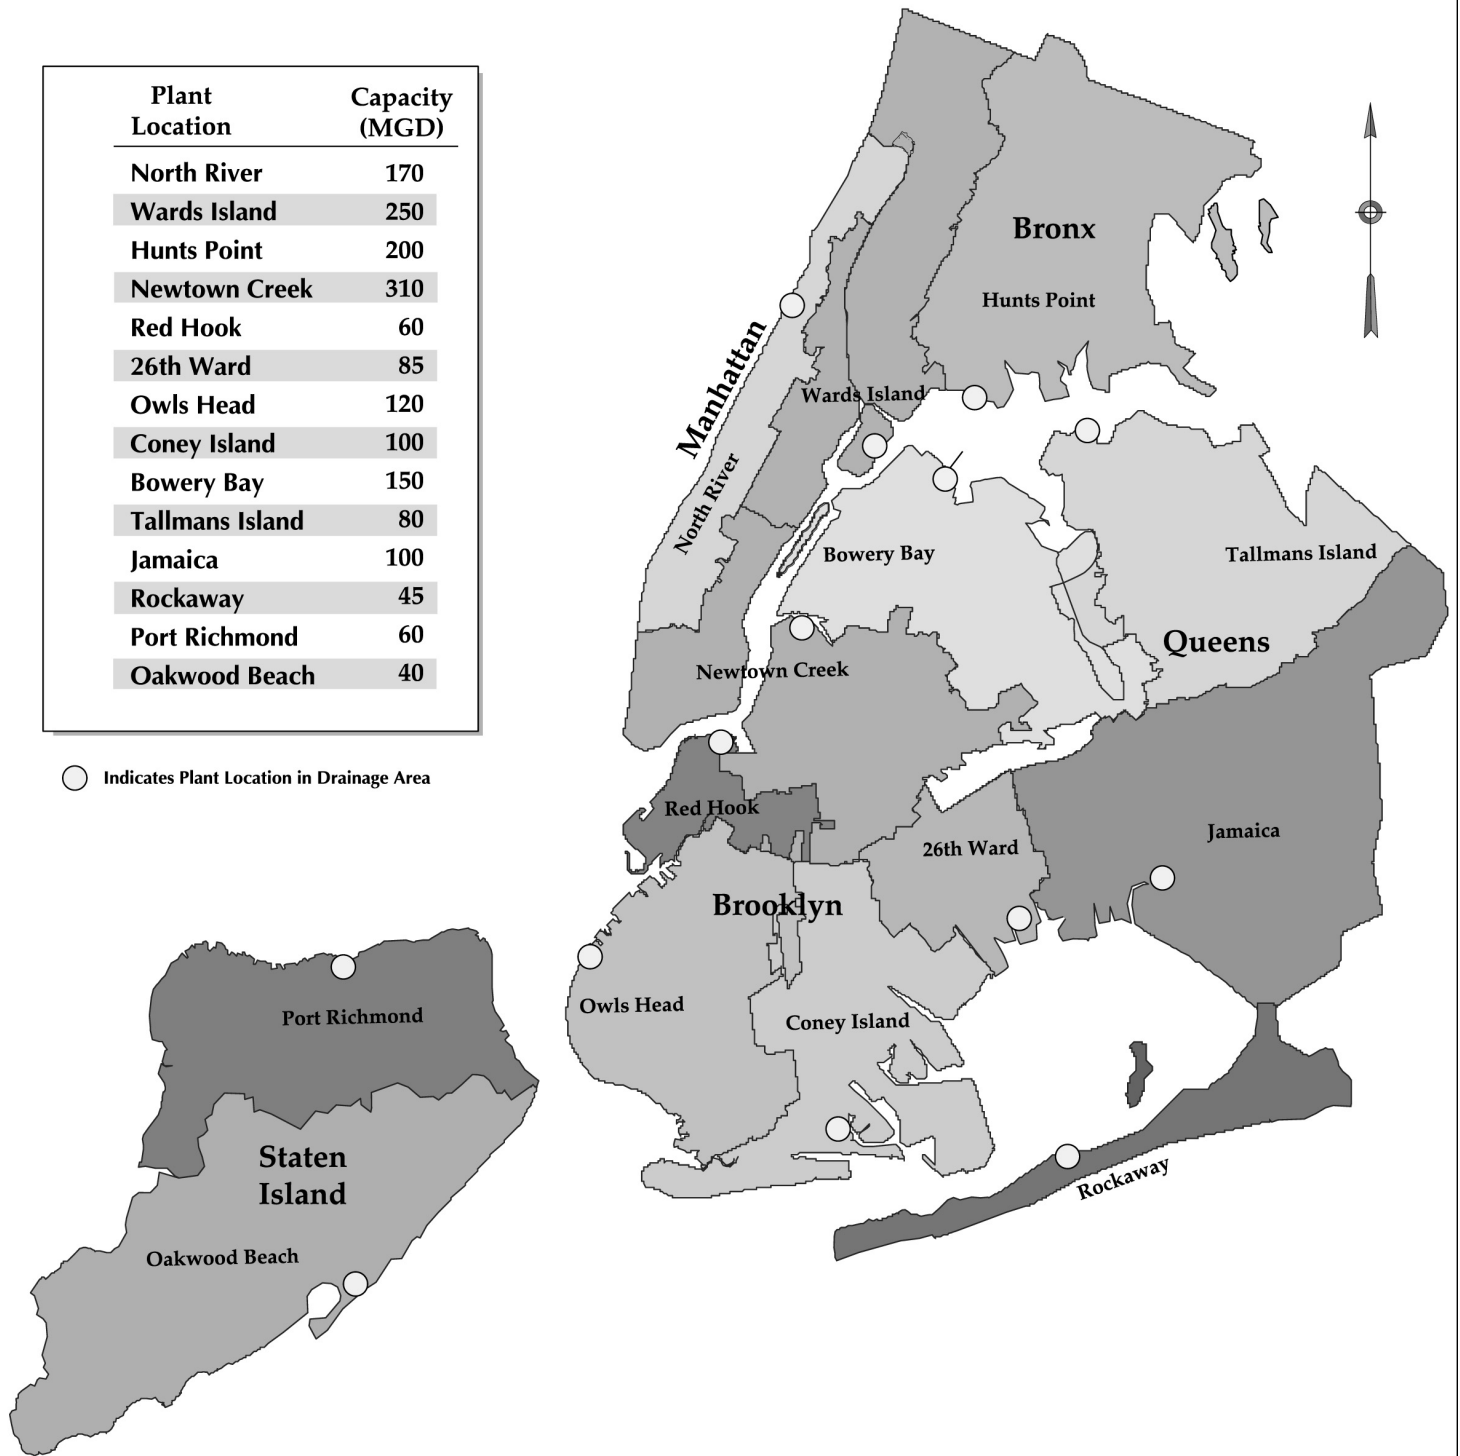 Plant Location
Capacity (MGD)
North River 170
Wards Island 250
Hunts Point 200
Newtown Creek 310
Red Hook 60
26th Ward 85
Owls Head 120
Coney Island 100
Bowery Bay 150
Tallmans Island 80
Jamaica 100
Rockaway 45
Port Richmond 60
Oakwood Beach 40
Indicates Plant Location in Drainage Area
Bronx
Hunts Point
Manhattan
Wards Island
North River
Bowery Bay
Tallmans Island
Queens
Newtown Creek
Red Hook
26th Ward
Jamaica
Brooklyn
Owls Head
Coney Island
Port Richmond
Staten
Island
Rockaway
Oakwood Beach